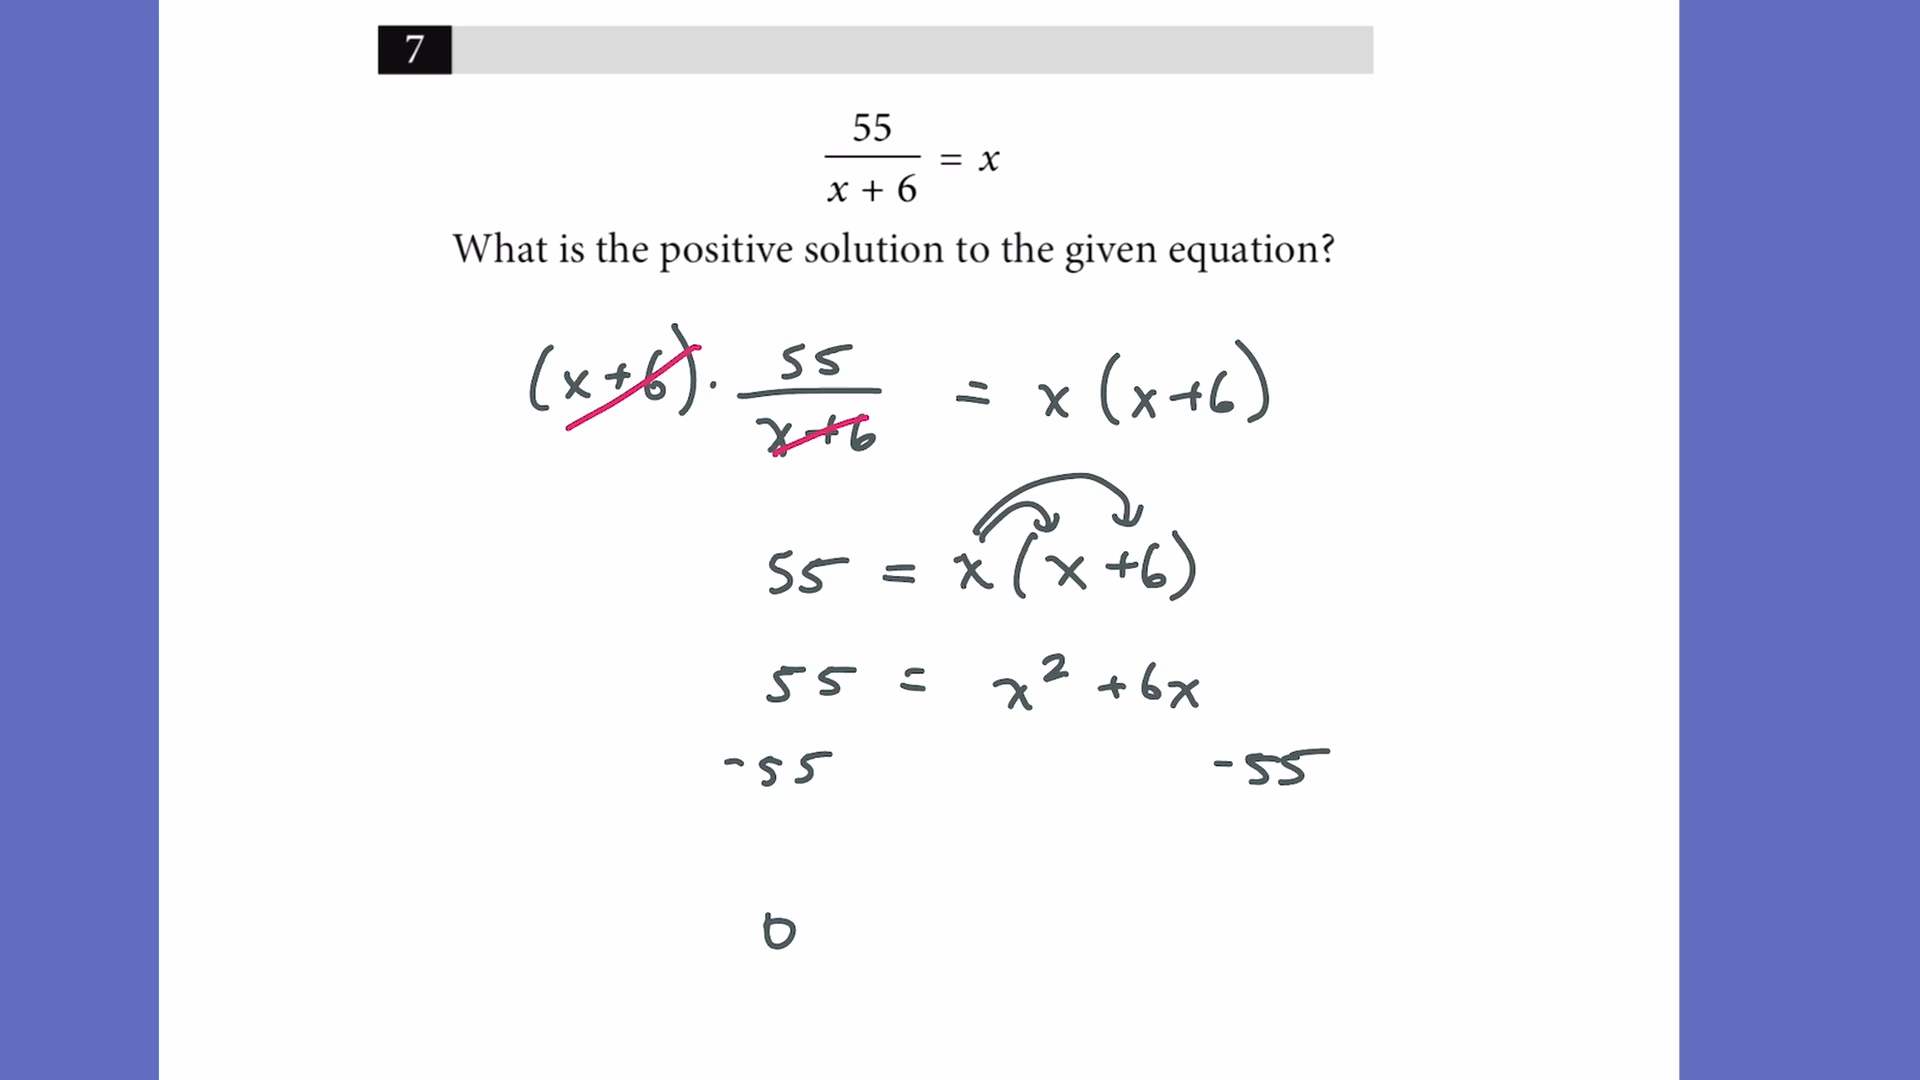 7
55
x + 6
= x
What is the positive solution to the given equation?
(x+6) · 55 = x (x+6)
x+6
55 = x (x+6)
55 = x² +6x
-55 -55
0